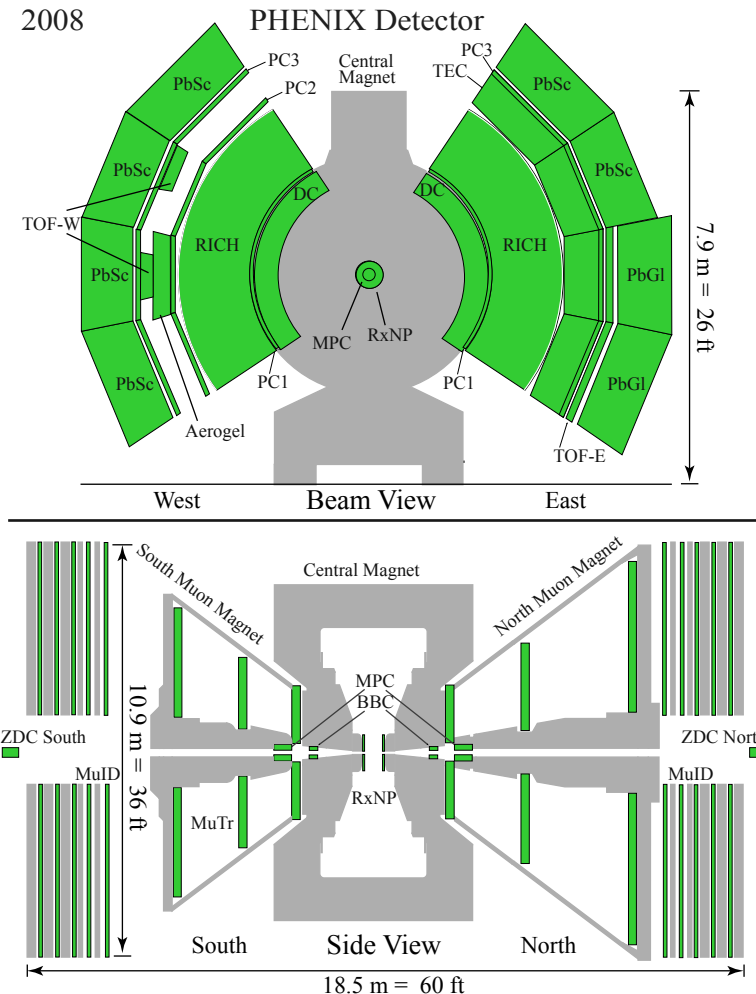 2008
PHENIX Detector
Central
Magnet
PC3
PC2
PC3
TEC
PbSc
PbSc
PbSc
PbSc
TOF-W
RICH
DC
DC
RICH
PbSc
PbSc
PbGl
PbGl
MPC
RxNP
PC1
PC1
Aerogel
TOF-E
7.9 m = 26 ft
West
Beam View
East
South Muon Magnet
Central Magnet
North Muon Magnet
MPC
BBC
ZDC South
ZDC Nort
MuID
MuID
10.9 m = 36 ft
RxNP
MuTr
South
Side View
North
18.5 m = 60 ft